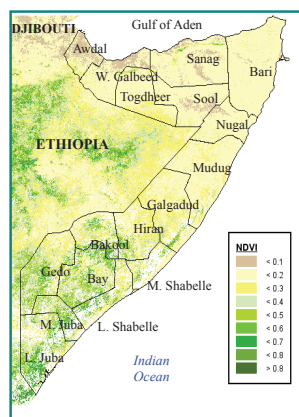 Gulf of Aden
DJIBOUTI
Awdal
Sanag
W. Galbeed
Bari
Togdheer
Sool
Nugal
ETHIOPIA
Mudug
Galgadud
Hiran
Bakool
Gedo
Bay
M. Shabelle
M. Juba
L. Shabelle
L. Juba
Indian
Ocean
NDVI
< 0.1
< 0.2
< 0.3
< 0.4
< 0.5
< 0.6
< 0.7
< 0.8
> 0.8